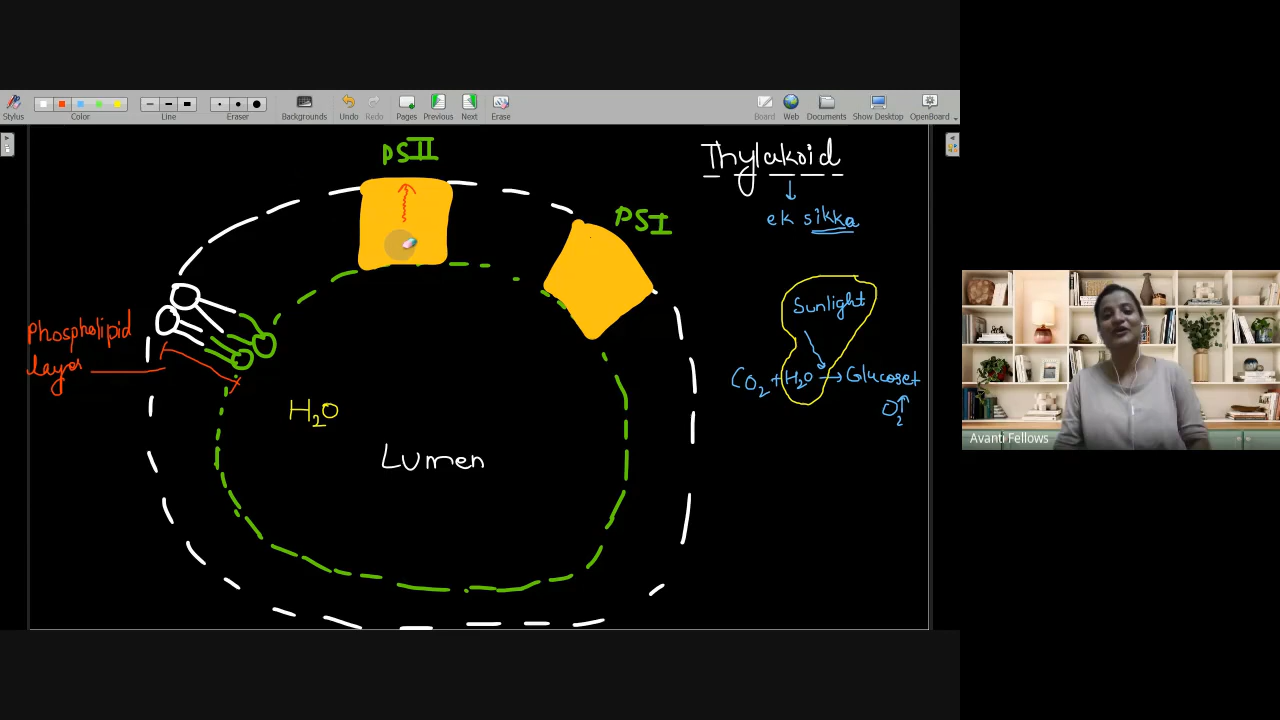 Stylus
Color
Line
Eraser
Backgrounds
Undo
Redo
Pages
Previous
Next
Erase
Board
Web
Documents
Show Desktop
OpenBoard
PSII
PSI
Thylakoid
ek sikka
Phospholipid
layer
Sunlight
CO2 + H2O → Glucose+
O2↑
H2O
Lumen
Avanti Fellows